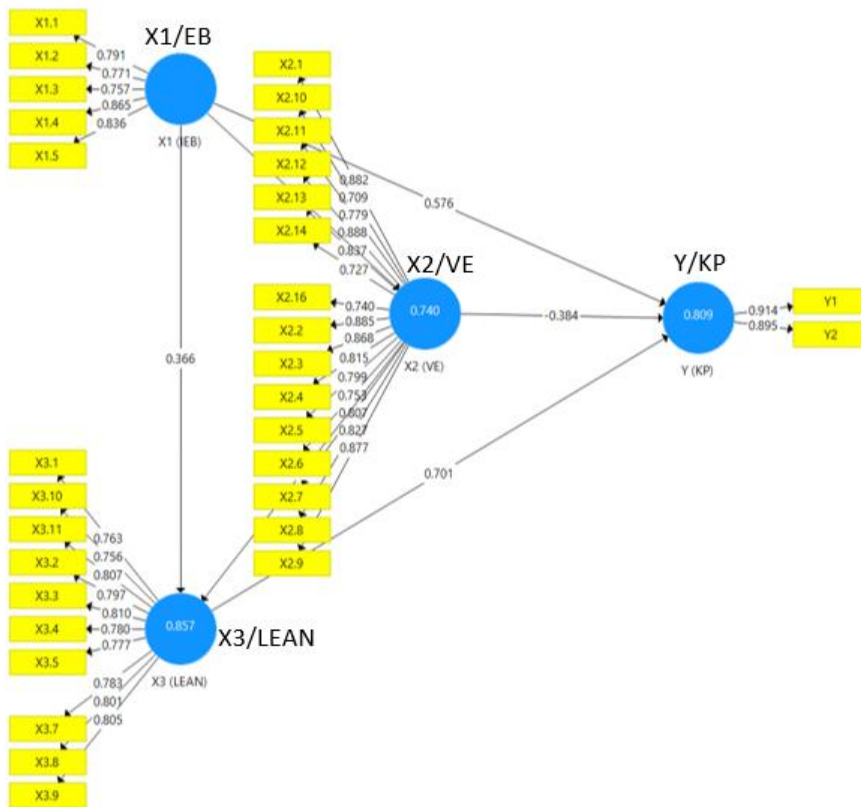 X1/EB
X1.1
X1.2
X1.3
X1.4
X1.5
0.791
0.771
0.757
0.865
0.836
X1 (IEB)
X2.1
X2.10
X2.11
X2.12
X2.13
X2.14
0.882
0.709
0.779
0.888
0.837
0.727
0.576
X2/VE
0.740
X2 (VE)
X2.16
X2.2
X2.3
X2.4
X2.5
X2.6
X2.7
X2.8
X2.9
0.740
0.885
0.868
0.815
0.799
0.753
0.807
0.827
0.877
-0.384
Y/KP
0.809
Y (KP)
0.914
0.895
Y1
Y2
0.366
0.701
X3.1
X3.10
X3.11
X3.2
X3.3
X3.4
X3.5
X3.7
X3.8
X3.9
0.763
0.756
0.807
0.797
0.810
0.780
0.777
0.783
0.801
0.805
0.857
X3/LEAN
X3 (LEAN)